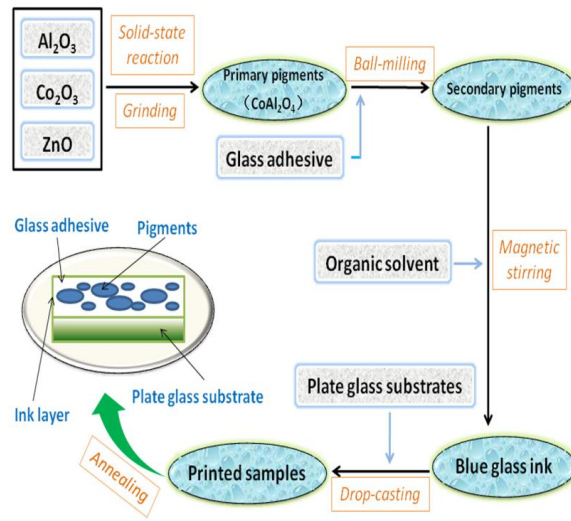 Al₂O₃
Co₂O₃
ZnO
Solid-state
reaction
Grinding
Primary pigments
(CoAl₂O₄)
Ball-milling
Secondary pigments
Glass adhesive
Organic solvent
Magnetic
stirring
Plate glass substrates
Blue glass ink
Drop-casting
Printed samples
Annealing
Glass adhesive
Pigments
Plate glass substrate
Ink layer